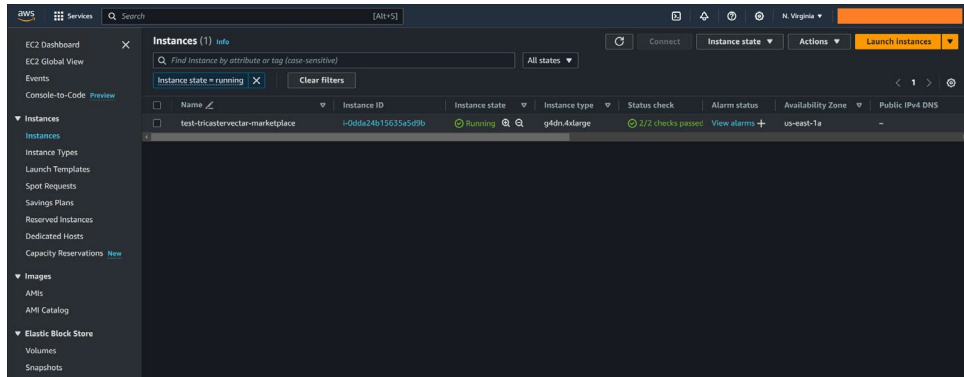 aws Services Search [Alt+S] N. Virginia
EC2 Dashboard
EC2 Global View
Events
Console-to-Code Preview
Instances
Instances
Instance Types
Launch Templates
Spot Requests
Savings Plans
Reserved Instances
Dedicated Hosts
Capacity Reservations New
Images
AMIs
AMI Catalog
Elastic Block Store
Volumes
Snapshots
Instances (1) Info
Connect Instance state Actions Launch instances
Find Instance by attribute or tag (case-sensitive) All states
Instance state = running Clear filters
1
Name Instance ID Instance state Instance type Status check Alarm status Availability Zone Public IPv4 DNS
test-tricastervectar-marketplace i-0dda24b15635a5d9b Running g4dn.4xlarge 2/2 checks passed View alarms + us-east-1a –